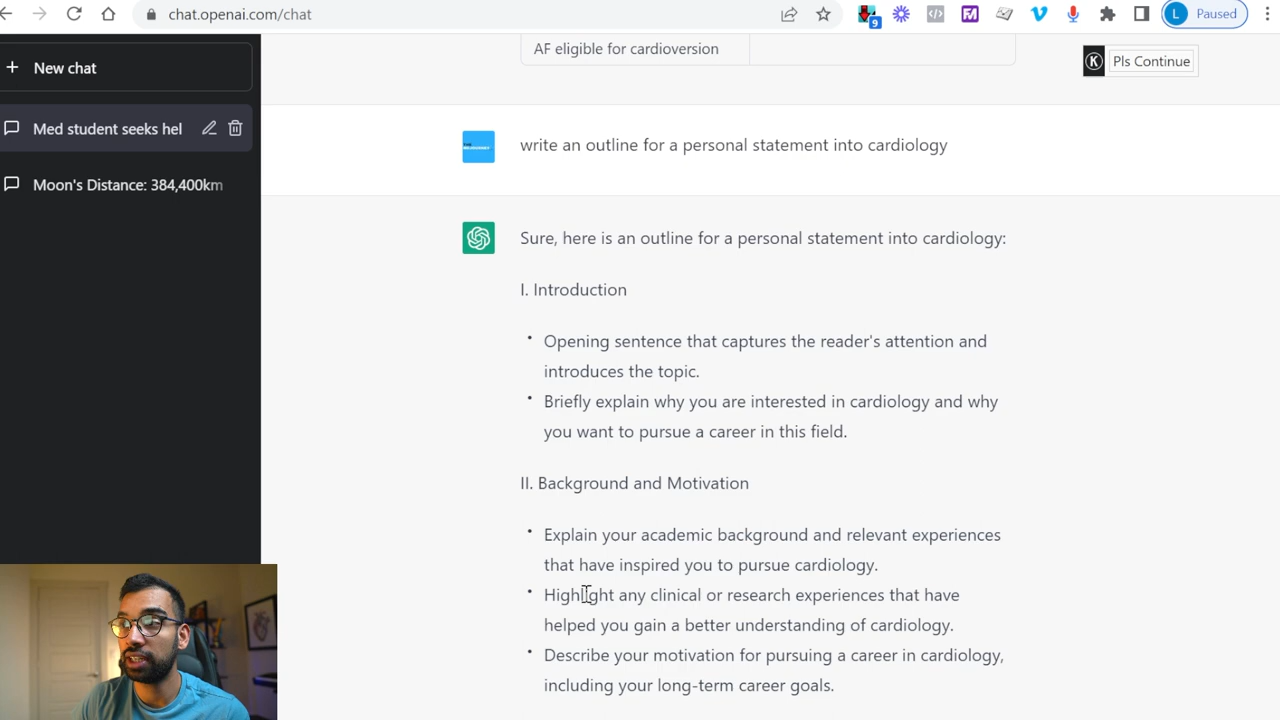 chat.openai.com/chat
9
L Paused
New chat
AF eligible for cardioversion
K Pls Continue
Med student seeks hel
write an outline for a personal statement into cardiology
Moon's Distance: 384,400km
Sure, here is an outline for a personal statement into cardiology:
I. Introduction
• Opening sentence that captures the reader's attention and
introduces the topic.
• Briefly explain why you are interested in cardiology and why
you want to pursue a career in this field.
II. Background and Motivation
• Explain your academic background and relevant experiences
that have inspired you to pursue cardiology.
• Highlight any clinical or research experiences that have
helped you gain a better understanding of cardiology.
• Describe your motivation for pursuing a career in cardiology,
including your long-term career goals.